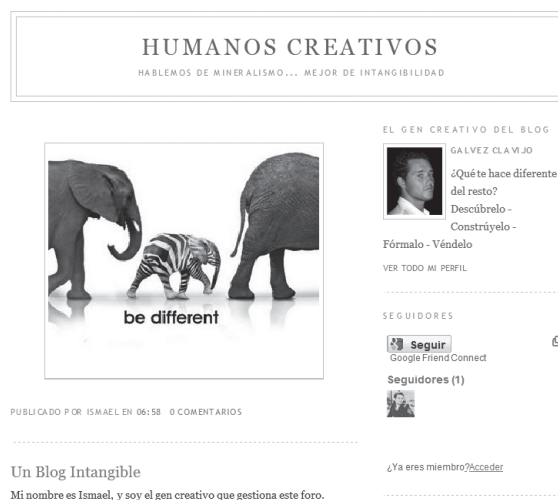 HUMANOS CREATIVOS
HABLEMOS DE MINERALISMO... MEJOR DE INTANGIBILIDAD
be different
PUBLICADO POR ISMAEL EN 06:58 0 COMENTARIOS
Un Blog Intangible
Mi nombre es Ismael, y soy el gen creativo que gestiona este foro.
EL GEN CREATIVO DEL BLOG
GALVEZ CLAVIJO
¿Qué te hace diferente
del resto?
Descúbrelo -
Constrúyelo -
Fórmalo - Véndelo
VER TODO MI PERFIL
SEGUIDORES
Seguir
Google Friend Connect
Seguidores (1)
¿Ya eres miembro?Acceder